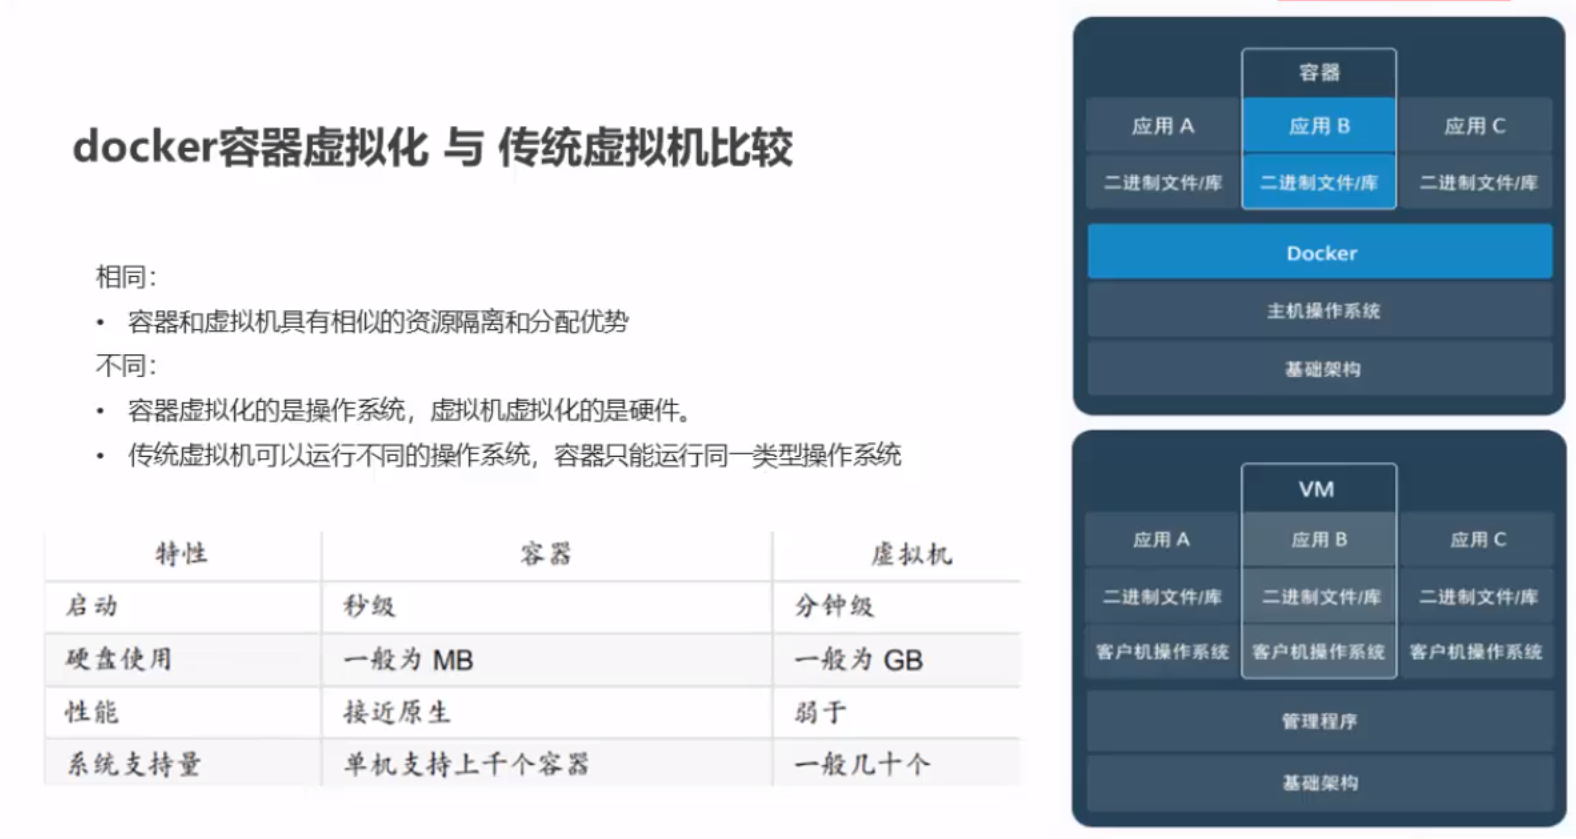 docker容器虚拟化 与 传统虚拟机比较
相同:
• 容器和虚拟机具有相似的资源隔离和分配优势
不同:
• 容器虚拟化的是操作系统，虚拟机虚拟化的是硬件。
• 传统虚拟机可以运行不同的操作系统，容器只能运行同一类型操作系统
特性 容器 虚拟机
启动 秒级 分钟级
硬盘使用 一般为 MB 一般为 GB
性能 接近原生 弱于
系统支持量 单机支持上千个容器 一般几十个
容器
应用 A 应用 B 应用 C
二进制文件/库 二进制文件/库 二进制文件/库
Docker
主机操作系统
基础架构
VM
应用 A 应用 B 应用 C
二进制文件/库 二进制文件/库 二进制文件/库
客户机操作系统 客户机操作系统 客户机操作系统
管理程序
基础架构